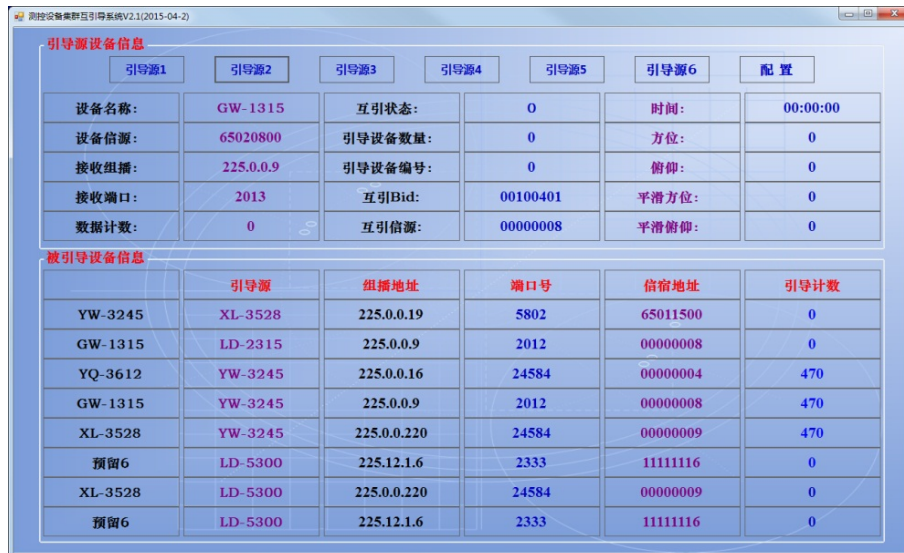 测控设备集群互引导系统V2.1(2015-04-2)
引导源设备信息
引导源1 引导源2 引导源3 引导源4 引导源5 引导源6 配 置
设备名称: GW-1315 互引状态: O 时间: 00:00:00
设备信源: 65020800 引导设备数量: 0 方位: 0
接收组播: 225.0.0.9 引导设备编号: 0 俯仰: 0
接收端口: 2013 互引Bid: 00100401 平滑方位: 0
数据计数: 0 互引信源: 00000008 平滑俯仰: 0
被引导设备信息
引导源 组播地址 端口号 信宿地址 引导计数
YW-3245 XL-3528 225.0.0.19 5802 65011500 0
GW-1315 LD-2315 225.0.0.9 2012 00000008 0
YQ-3612 YW-3245 225.0.0.16 24584 00000004 470
GW-1315 YW-3245 225.0.0.9 2012 00000008 470
XL-3528 YW-3245 225.0.0.220 24584 00000009 470
预留6 LD-5300 225.12.1.6 2333 11111116 0
XL-3528 LD-5300 225.0.0.220 24584 00000009 0
预留6 LD-5300 225.12.1.6 2333 11111116 0